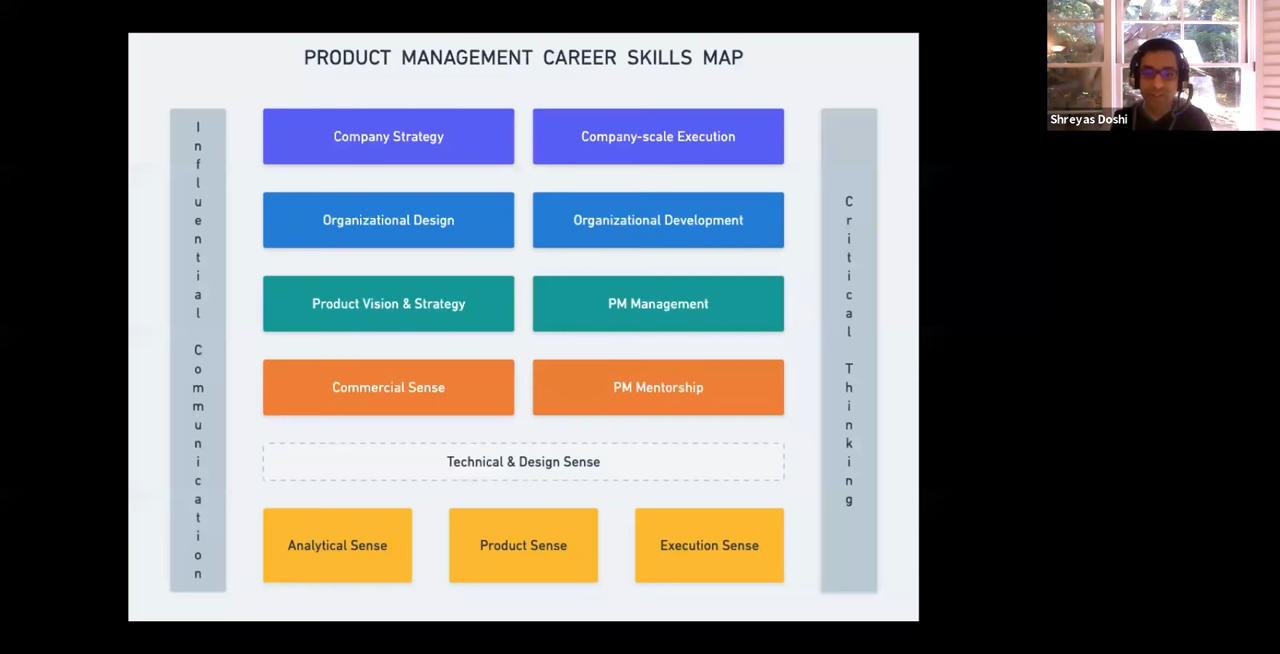 PRODUCT MANAGEMENT CAREER SKILLS MAP
Influential Communication
Company Strategy
Company-scale Execution
Organizational Design
Organizational Development
Product Vision & Strategy
PM Management
Commercial Sense
PM Mentorship
Technical & Design Sense
Analytical Sense
Product Sense
Execution Sense
Critical Thinking
Shreyas Doshi